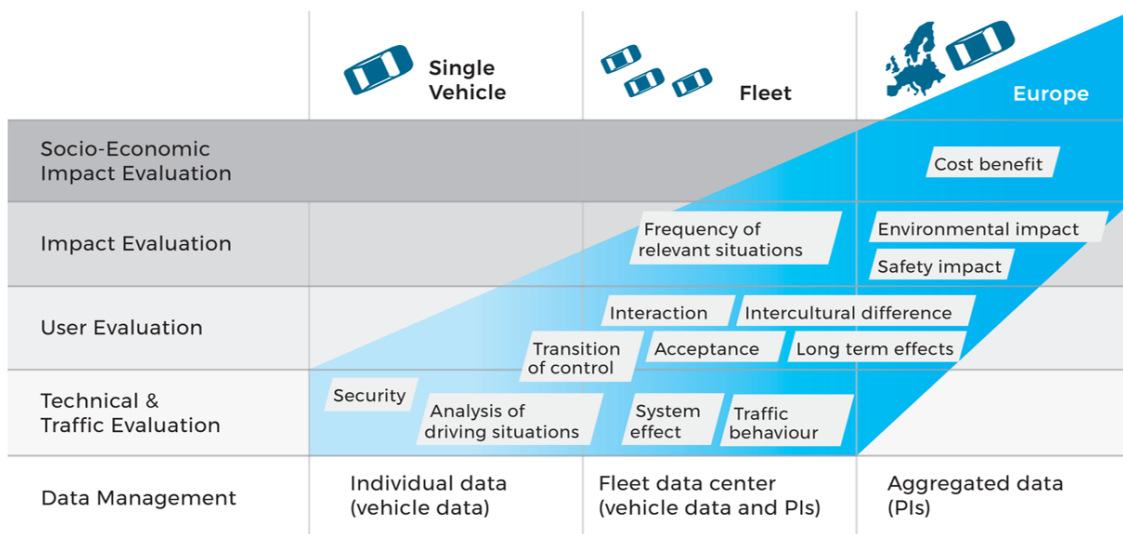 Single
Vehicle
Fleet
Europe
Socio-Economic
Impact Evaluation
Cost benefit
Impact Evaluation
Frequency of
relevant situations
Environmental impact
Safety impact
User Evaluation
Interaction
Intercultural difference
Transition
of control
Acceptance
Long term effects
Technical &
Traffic Evaluation
Security
Analysis of
driving situations
System
effect
Traffic
behaviour
Data Management
Individual data
(vehicle data)
Fleet data center
(vehicle data and PIs)
Aggregated data
(PIs)